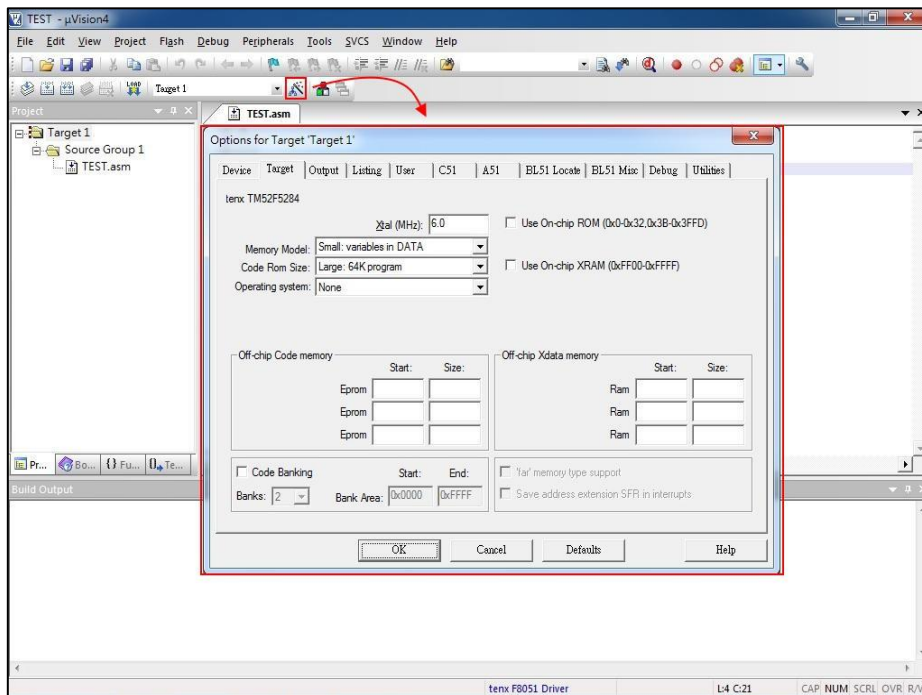 TEST - µVision4
File Edit View Project Flash Debug Peripherals Tools SVCS Window Help
LOAD Target 1
Project
TEST.asm
Target 1
Source Group 1
TEST.asm
Options for Target 'Target 1'
Device Target Output Listing User C51 A51 BL51 Locate BL51 Misc Debug Utilities
tenx TM52F5284
Xtal (MHz): 6.0
Use On-chip ROM (0x0-0x32,0x3B-0x3FFD)
Memory Model: Small: variables in DATA
Code Rom Size: Large: 64K program
Use On-chip XRAM (0xFF00-0xFFFF)
Operating system: None
Off-chip Code memory
Start: Size:
Eprom
Eprom
Eprom
Off-chip Xdata memory
Start: Size:
Ram
Ram
Ram
Code Banking Start: End:
Banks: 2 Bank Area: 0x0000 0xFFFF
'far' memory type support
Save address extension SFR in interrupts
OK Cancel Defaults Help
Pr... Bo... {} Fu... 0 Te...
Build Output
tenx F8051 Driver L:4 C:21 CAP NUM SCRL OVR R/W